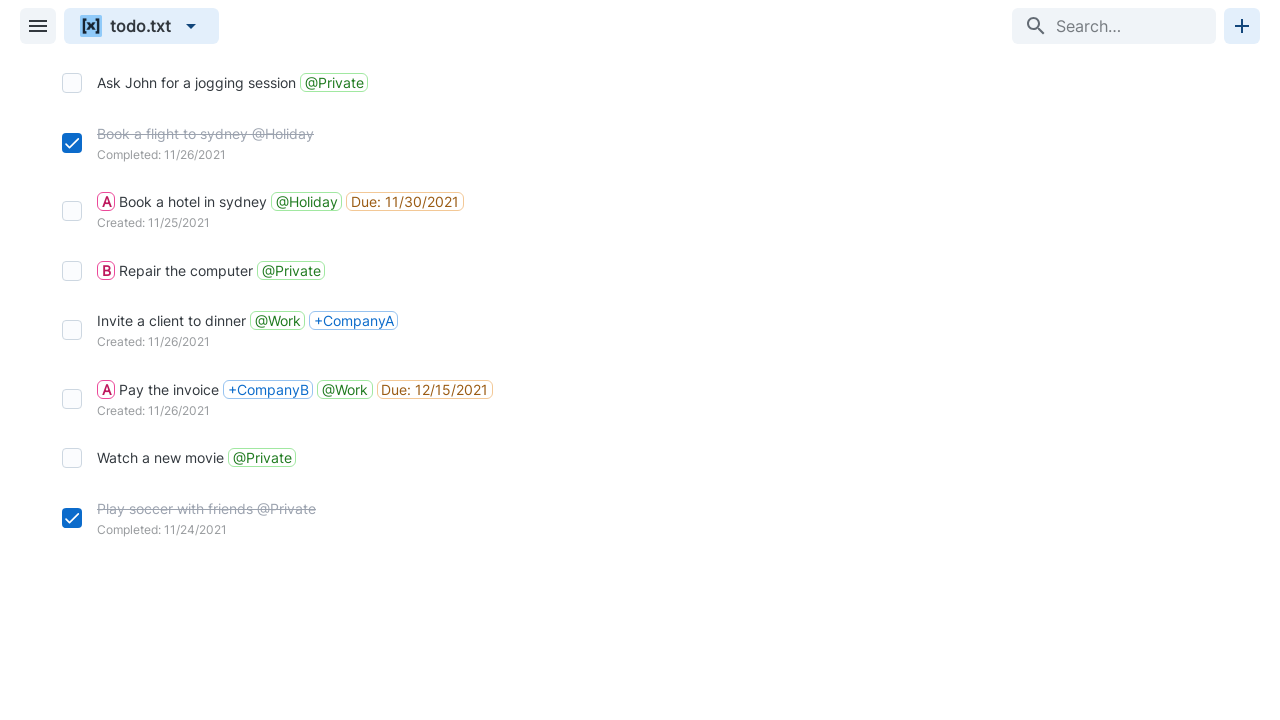 [x] todo.txt
Search…
Ask John for a jogging session @Private
Book a flight to sydney @Holiday
Completed: 11/26/2021
A Book a hotel in sydney @Holiday Due: 11/30/2021
Created: 11/25/2021
B Repair the computer @Private
Invite a client to dinner @Work +CompanyA
Created: 11/26/2021
A Pay the invoice +CompanyB @Work Due: 12/15/2021
Created: 11/26/2021
Watch a new movie @Private
Play soccer with friends @Private
Completed: 11/24/2021